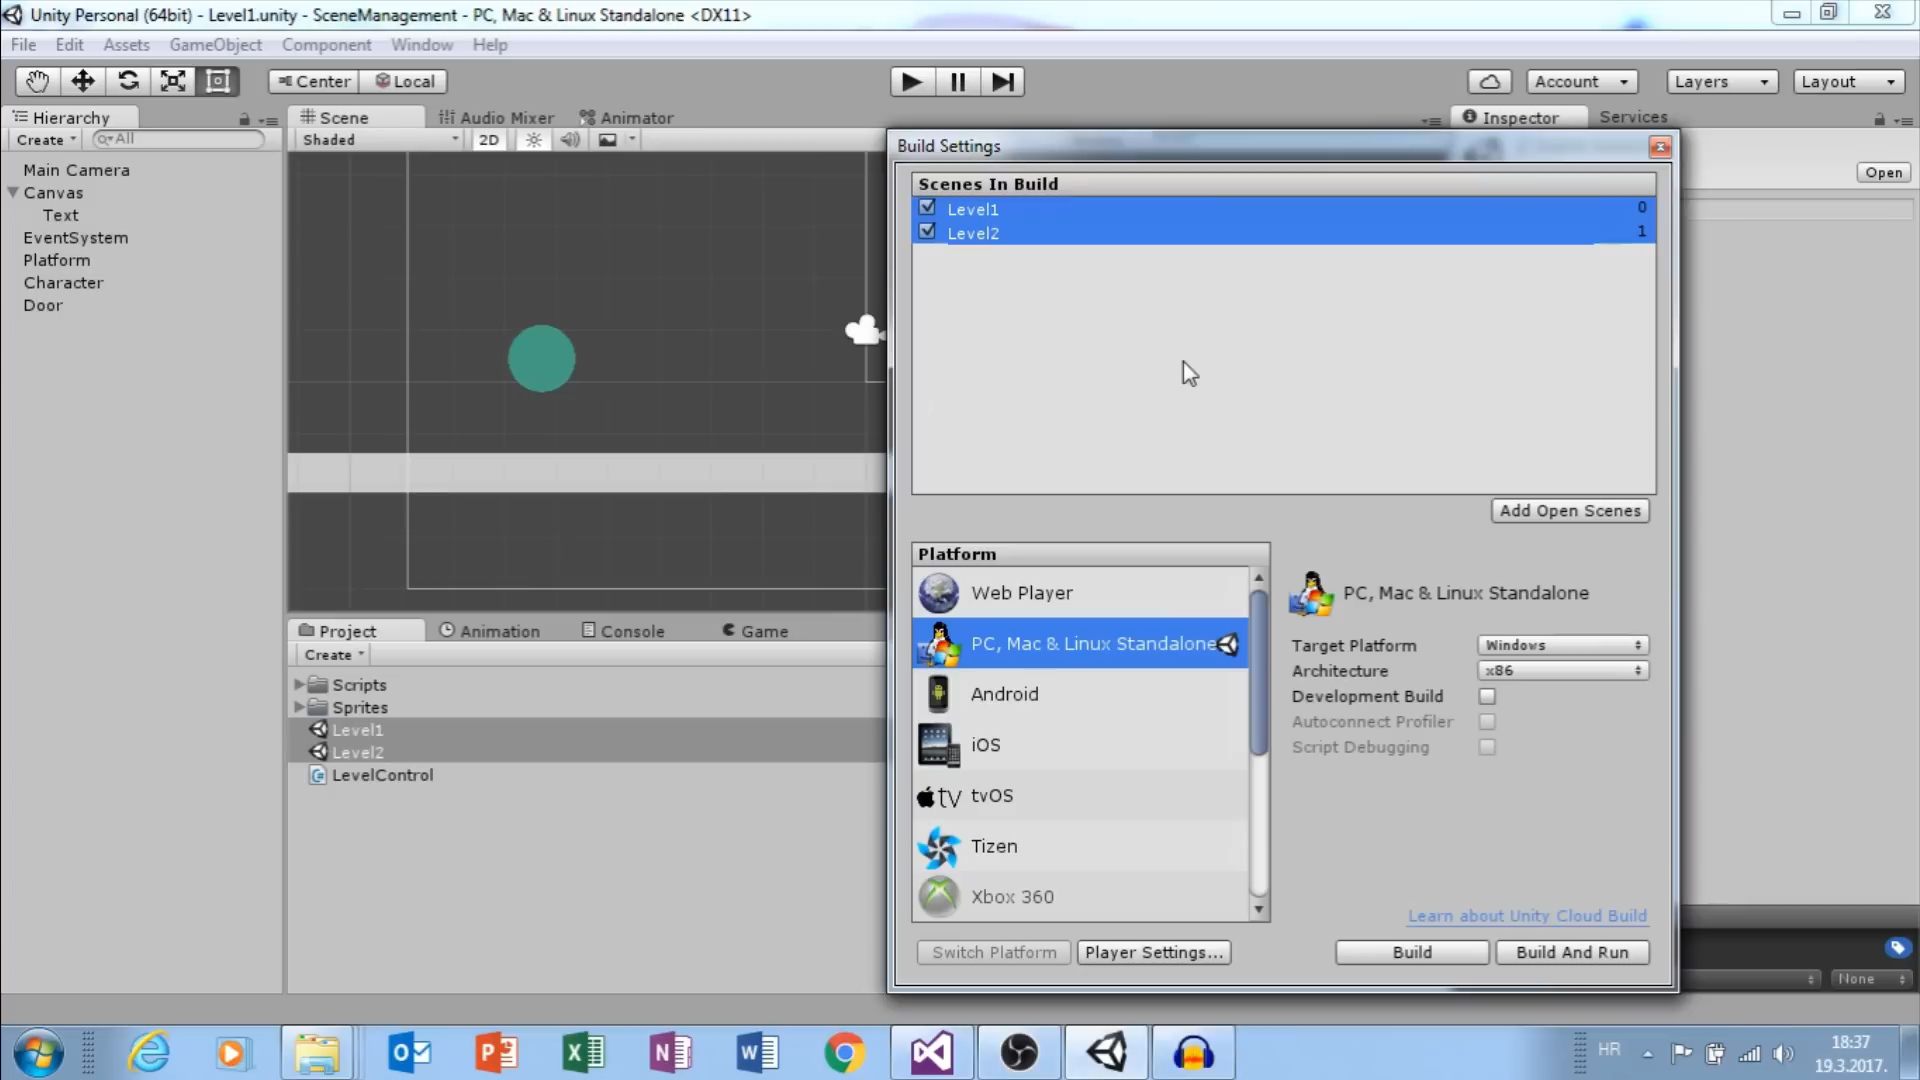 Unity Personal (64bit) - Level1.unity - SceneManagement - PC, Mac & Linux Standalone <DX11>
File Edit Assets GameObject Component Window Help
Center Local Account Layers Layout
Hierarchy
Create All
Main Camera
Canvas
Text
EventSystem
Platform
Character
Door
Scene Audio Mixer Animator
Shaded 2D
Inspector Services
Open
Build Settings
Scenes In Build
Level1 0
Level2 1
Add Open Scenes
Platform
Web Player
PC, Mac & Linux Standalone
Android
iOS
tvOS
Tizen
Xbox 360
PC, Mac & Linux Standalone
Target Platform Windows
Architecture x86
Development Build
Autoconnect Profiler
Script Debugging
Learn about Unity Cloud Build
Switch Platform Player Settings... Build Build And Run
Project Animation Console Game
Create
Scripts
Sprites
Level1
Level2
LevelControl
None
HR 18:37
19.3.2017.